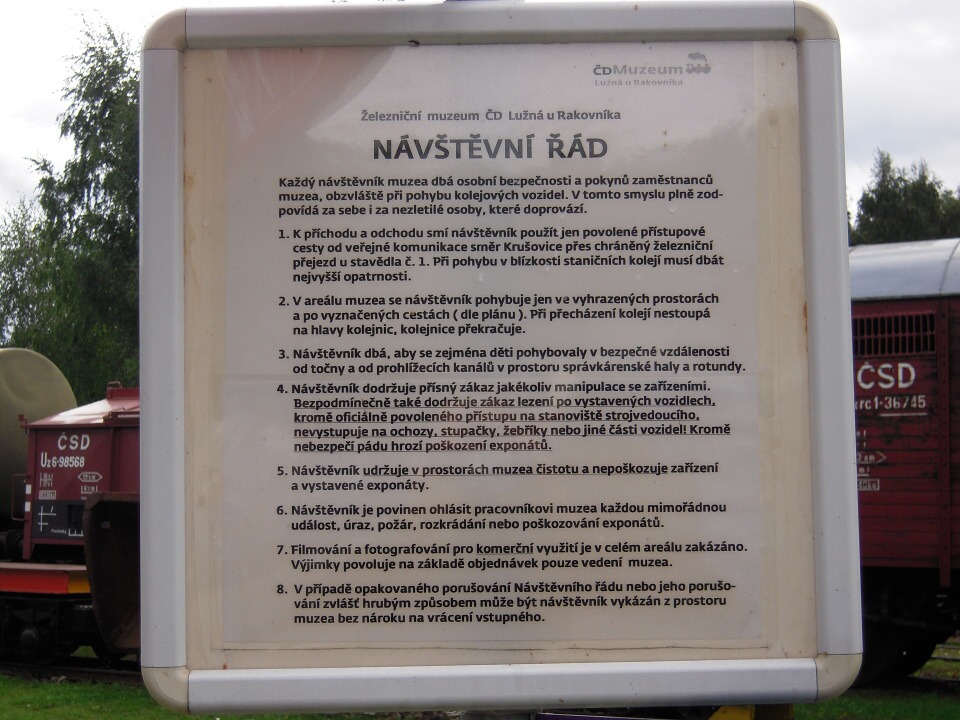 ČDMuzeum
Lužná u Rakovníka
Železniční muzeum ČD Lužná u Rakovníka
NÁVŠTĚVNÍ ŘÁD
Každý návštěvník muzea dbá osobní bezpečnosti a pokynů zaměstnanců
muzea, obzvláště při pohybu kolejových vozidel. V tomto smyslu plně zod-
povídá za sebe i za nezletilé osoby, které doprovází.
1. K příchodu a odchodu smí návštěvník použít jen povolené přístupové
cesty od veřejné komunikace směr Krušovice přes chráněný železniční
přejezd u stavědla č. 1. Při pohybu v blízkosti staničních kolejí musí dbát
nejvyšší opatrnosti.
2. V areálu muzea se návštěvník pohybuje jen ve vyhrazených prostorách
a po vyznačených cestách ( dle plánu ). Při přecházení kolejí nestoupá
na hlavy kolejnic, kolejnice překračuje.
3. Návštěvník dbá, aby se zejména děti pohybovaly v bezpečné vzdálenosti
od točny a od prohlížecích kanálů v prostoru správkárenské haly a rotundy.
4. Návštěvník dodržuje přísný zákaz jakékoliv manipulace se zařízeními.
Bezpodmínečně také dodržuje zákaz lezení po vystavených vozidlech,
kromě oficiálně povoleného přístupu na stanoviště strojvedoucího,
nevystupuje na ochozy, stupačky, žebříky nebo jiné části vozidel! Kromě
nebezpečí pádu hrozí poškození exponátů.
5. Návštěvník udržuje v prostorách muzea čistotu a nepoškozuje zařízení
a vystavené exponáty.
6. Návštěvník je povinen ohlásit pracovníkovi muzea každou mimořádnou
událost, úraz, požár, rozkrádání nebo poškozování exponátů.
7. Filmování a fotografování pro komerční využití je v celém areálu zakázáno.
Výjimky povoluje na základě objednávek pouze vedení muzea.
8. V případě opakovaného porušování Návštěvního řádu nebo jeho porušo-
vání zvlášť hrubým způsobem může být návštěvník vykázán z prostoru
muzea bez nároku na vrácení vstupného.
ČSD
Uz 6-98568
ČSD